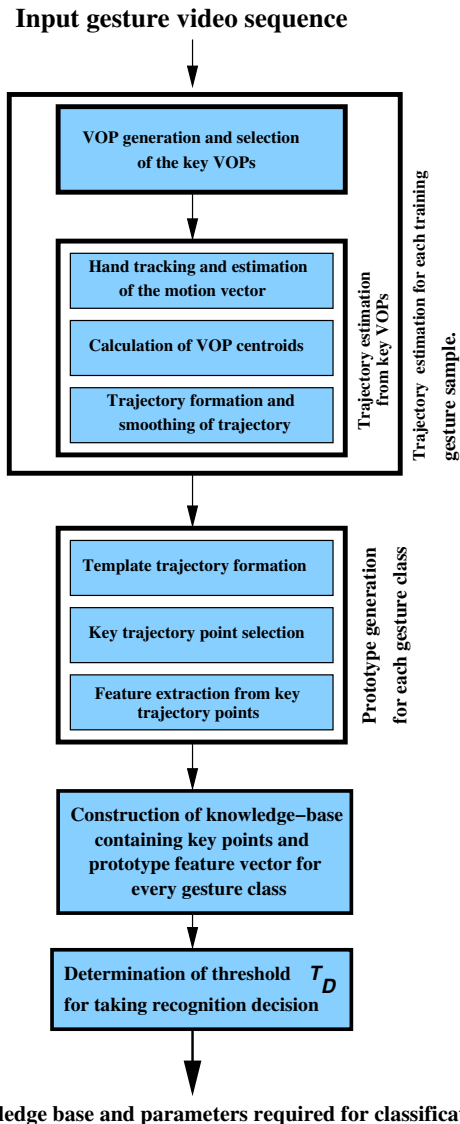 Input gesture video sequence
VOP generation and selection
of the key VOPs
Hand tracking and estimation
of the motion vector
Calculation of VOP centroids
Trajectory formation and
smoothing of trajectory
Trajectory estimation
from key VOPs
Trajectory estimation for each training
gesture sample.
Template trajectory formation
Key trajectory point selection
Feature extraction from key
trajectory points
Prototype generation
for each gesture class
Construction of knowledge−base
containing key points and
prototype feature vector for
every gesture class
Determination of threshold T_D
for taking recognition decision
base and parameters required for